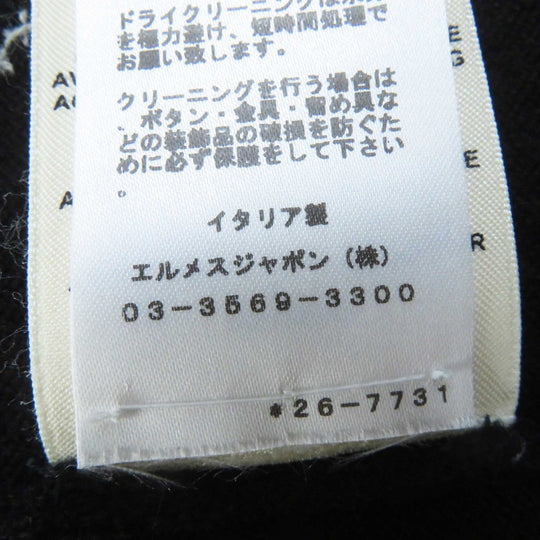 ドライクリーニングは水洗
を極力避け、短時間処理で
お願い致します。
クリーニングを行う場合は
、ボタン・金具・留め具な
どの装飾品の破損を防ぐた
めに必ず保護をして下さい
。
イタリア製
エルメスジャポン（株）
03-3569-3300
*26-7731